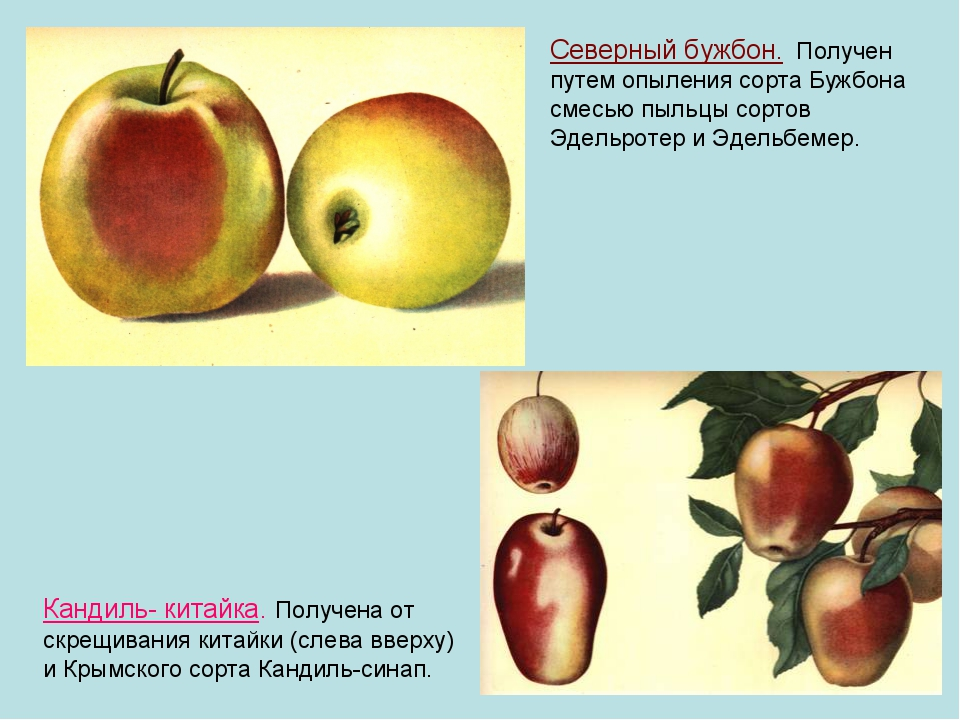 Северный бужбон. Получен
путем опыления сорта Бужбона
смесью пыльцы сортов
Эдельротер и Эдельбемер.
Кандиль- китайка. Получена от
скрещивания китайки (слева вверху)
и Крымского сорта Кандиль-синап.